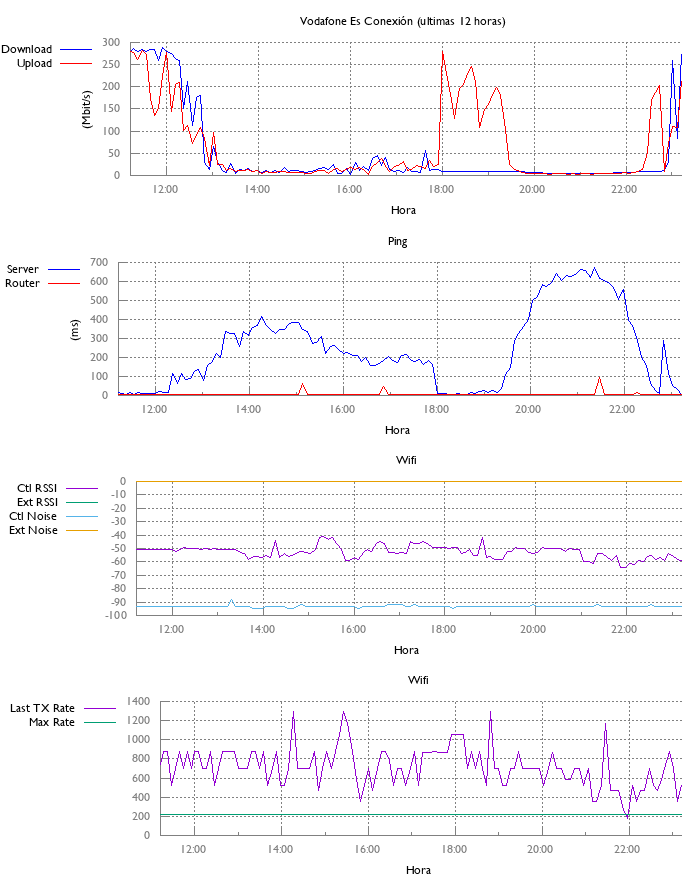 Vodafone Es Conexión (ultimas 12 horas)
Download
Upload
300
250
200
150
100
50
0
(Mbit/s)
12:00 14:00 16:00 18:00 20:00 22:00
Hora
Ping
Server
Router
700
600
500
400
300
200
100
0
(ms)
12:00 14:00 16:00 18:00 20:00 22:00
Hora
Wifi
Ctl RSSI
Ext RSSI
Ctl Noise
Ext Noise
0
-10
-20
-30
-40
-50
-60
-70
-80
-90
-100
12:00 14:00 16:00 18:00 20:00 22:00
Hora
Wifi
Last TX Rate
Max Rate
1400
1200
1000
800
600
400
200
0
12:00 14:00 16:00 18:00 20:00 22:00
Hora